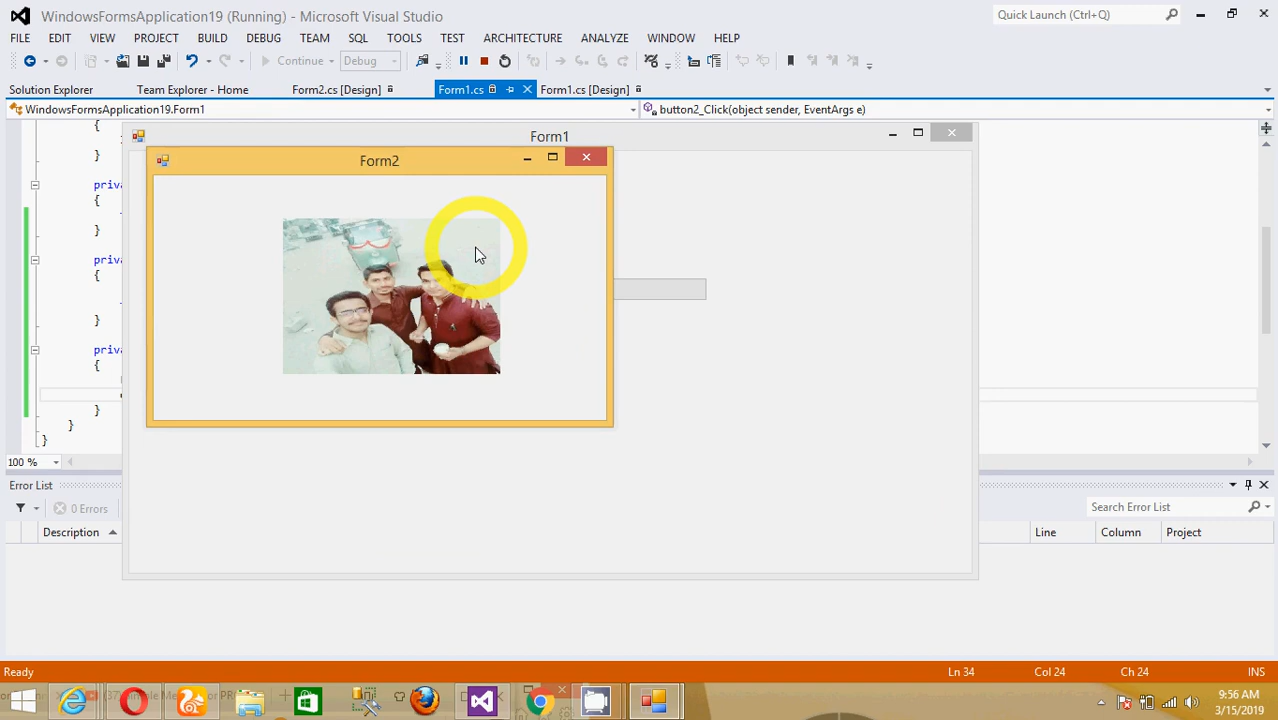 WindowsFormsApplication19 (Running) - Microsoft Visual Studio
Quick Launch (Ctrl+Q)
FILE EDIT VIEW PROJECT BUILD DEBUG TEAM SQL TOOLS TEST ARCHITECTURE ANALYZE WINDOW HELP
Continue Debug
Solution Explorer Team Explorer - Home Form2.cs [Design] Form1.cs Form1.cs [Design]
WindowsFormsApplication19.Form1 button2_Click(object sender, EventArgs e)
{
Form1
}
Form2
priva
{
}
priva
{
}
priva
{
}
}
}
100 %
Error List
0 Errors
Search Error List
Description Line Column Project
Ready Ln 34 Col 24 Ch 24 INS
9:56 AM
3/15/2019